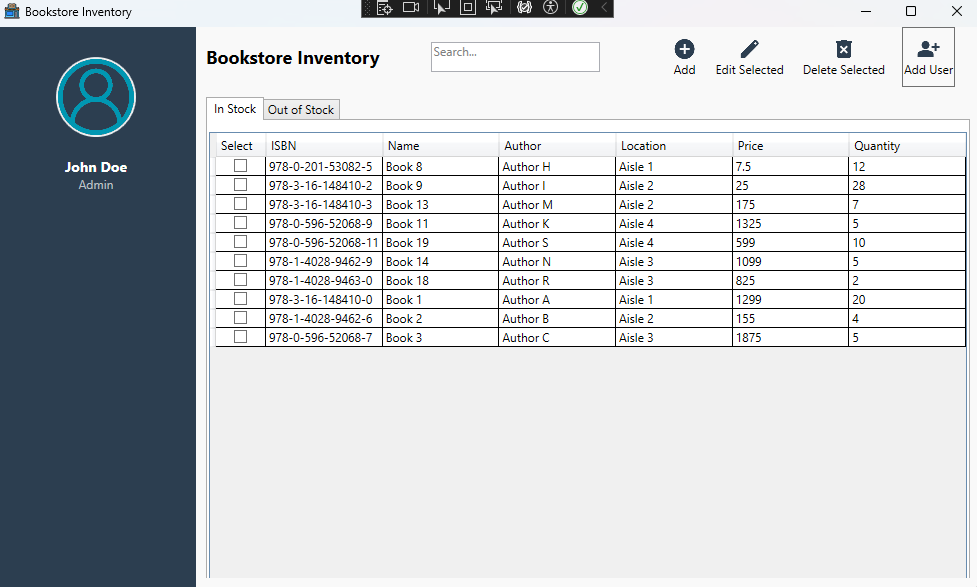 Bookstore Inventory
Bookstore Inventory
Search...
Add
Edit Selected
Delete Selected
Add User
John Doe
Admin
In Stock
Out of Stock
Select ISBN Name Author Location Price Quantity
978-0-201-53082-5 Book 8 Author H Aisle 1 7.5 12
978-3-16-148410-2 Book 9 Author I Aisle 2 25 28
978-3-16-148410-3 Book 13 Author M Aisle 2 175 7
978-0-596-52068-9 Book 11 Author K Aisle 4 1325 5
978-0-596-52068-11 Book 19 Author S Aisle 4 599 10
978-1-4028-9462-9 Book 14 Author N Aisle 3 1099 5
978-1-4028-9463-0 Book 18 Author R Aisle 3 825 2
978-3-16-148410-0 Book 1 Author A Aisle 1 1299 20
978-1-4028-9462-6 Book 2 Author B Aisle 2 155 4
978-0-596-52068-7 Book 3 Author C Aisle 3 1875 5